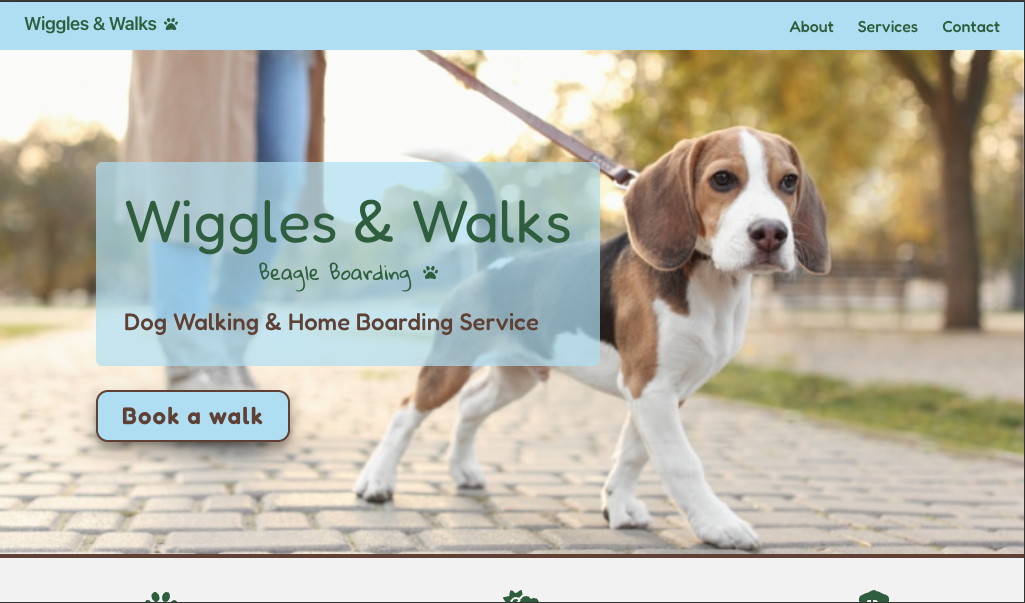 Wiggles & Walks
About Services Contact
Wiggles & Walks
Beagle Boarding
Dog Walking & Home Boarding Service
Book a walk